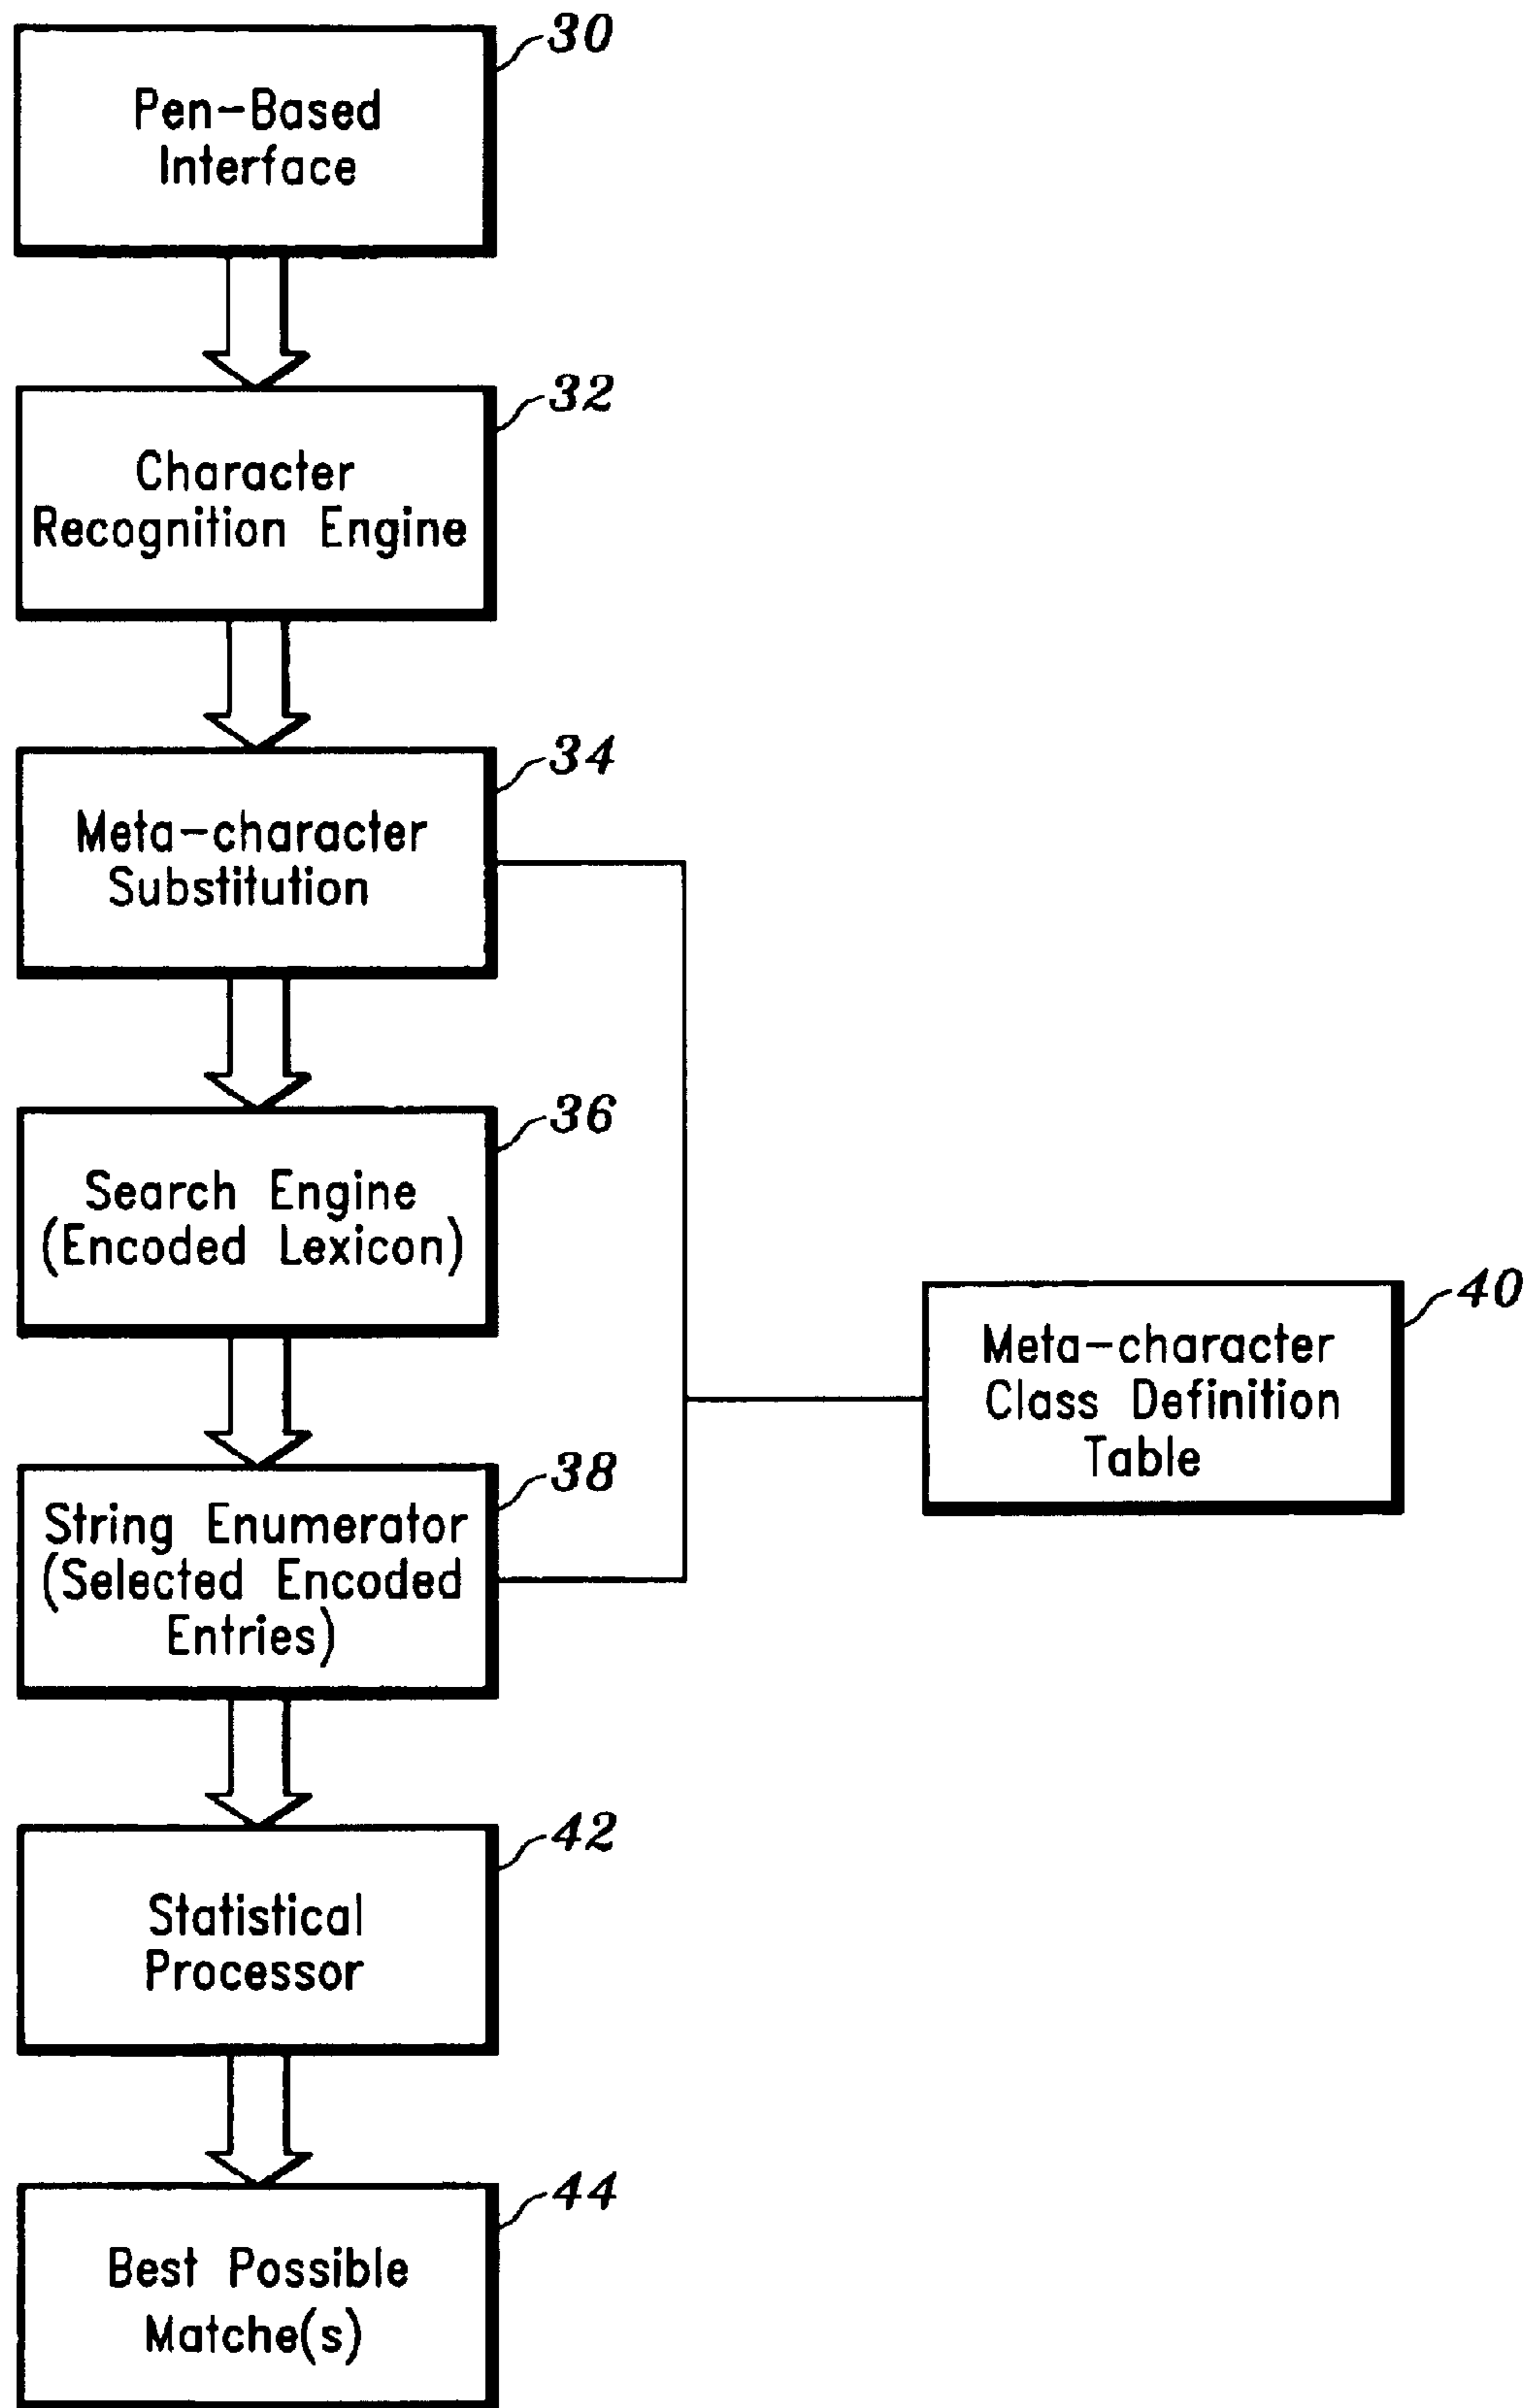 30
Pen-Based
Interface
32
Character
Recognition Engine
34
Meta-character
Substitution
36
Search Engine
(Encoded Lexicon)
40
Meta-character
Class Definition
Table
38
String Enumerator
(Selected Encoded
Entries)
42
Statistical
Processor
44
Best Possible
Matche(s)